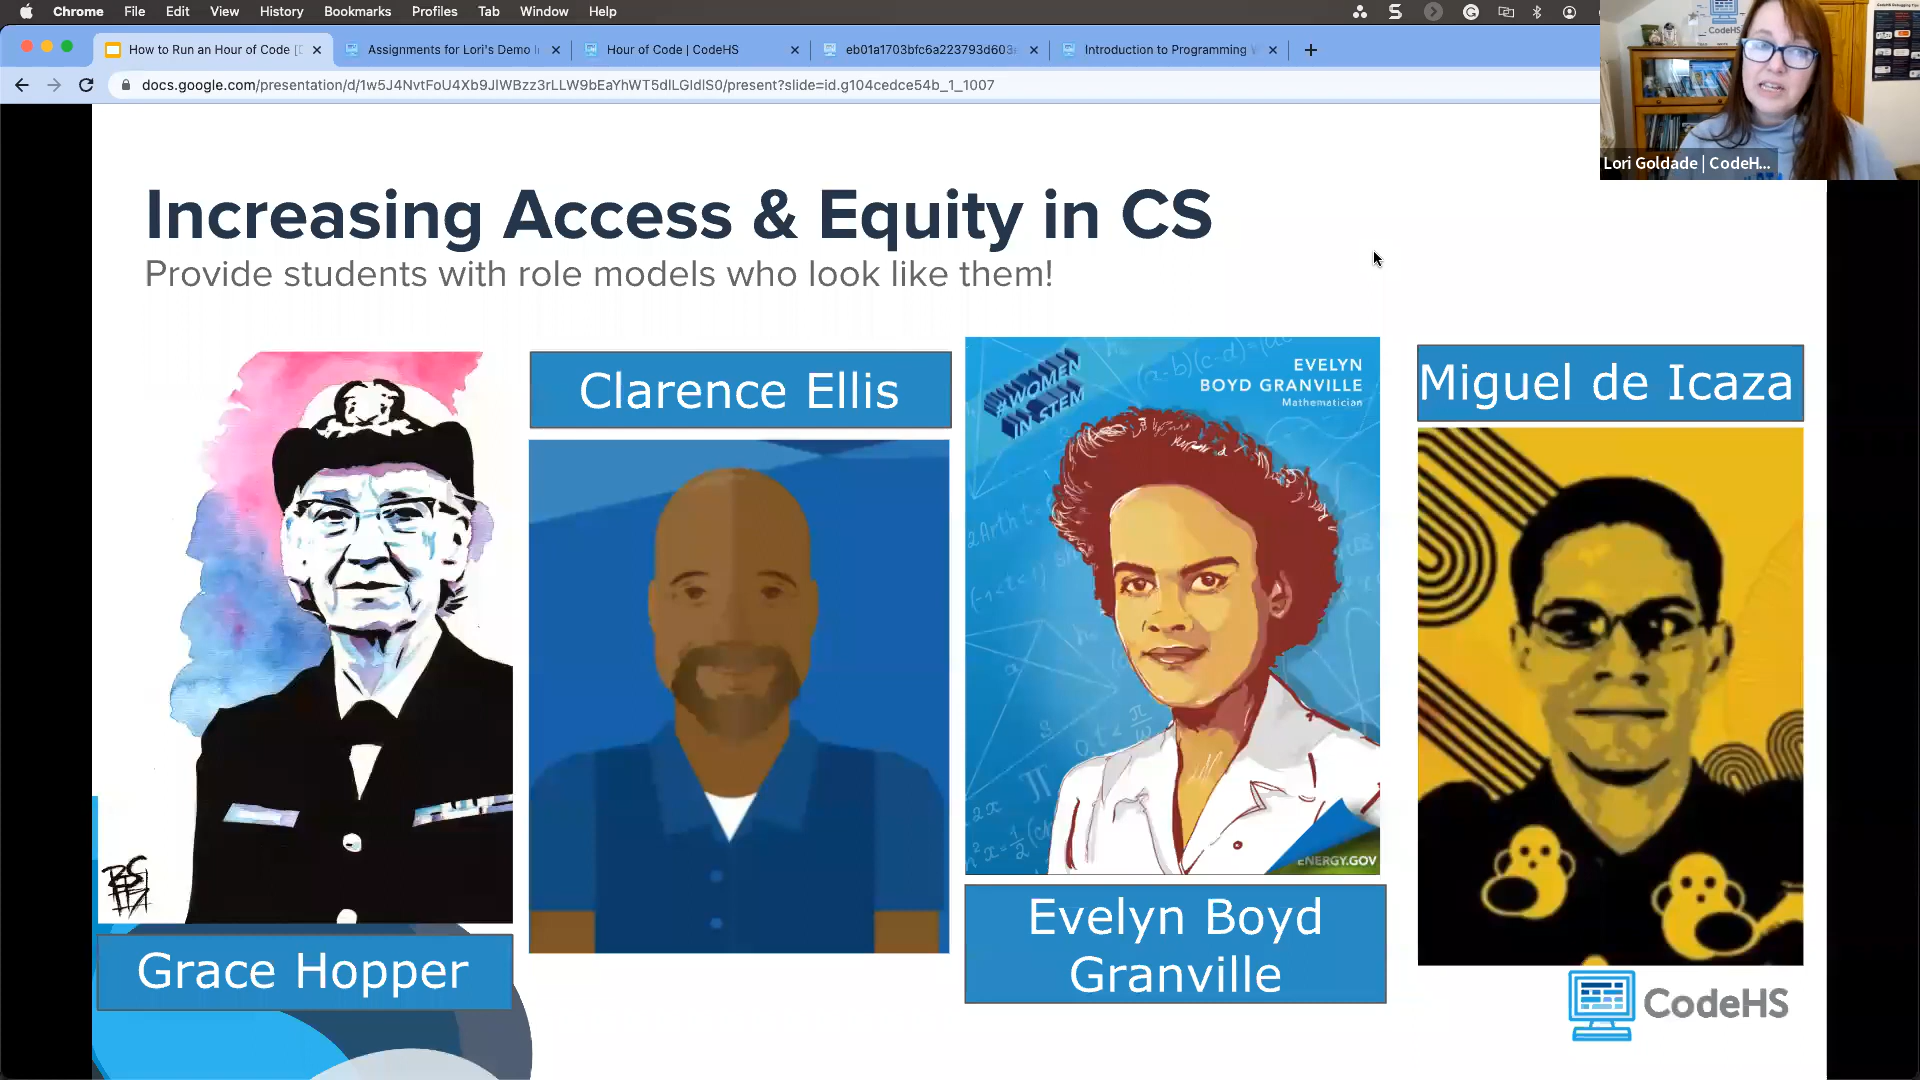 Chrome File Edit View History Bookmarks Profiles Tab Window Help
How to Run an Hour of Code [
Assignments for Lori's Demo
Hour of Code | CodeHS
eb01a1703bfc6a223793d603
Introduction to Programming
docs.google.com/presentation/d/1w5J4NvtFoU4Xb9JlWBzz3rLLW9bEaYhWT5dlLGldlS0/present?slide=id.g104cedce54b_1_1007
CodeHS
Lori Goldade | CodeH...
Increasing Access & Equity in CS
Provide students with role models who look like them!
Clarence Ellis
#WOMEN
IN STEM
EVELYN
BOYD GRANVILLE
Mathematician
Miguel de Icaza
ENERGY.GOV
Evelyn Boyd
Granville
Grace Hopper
CodeHS